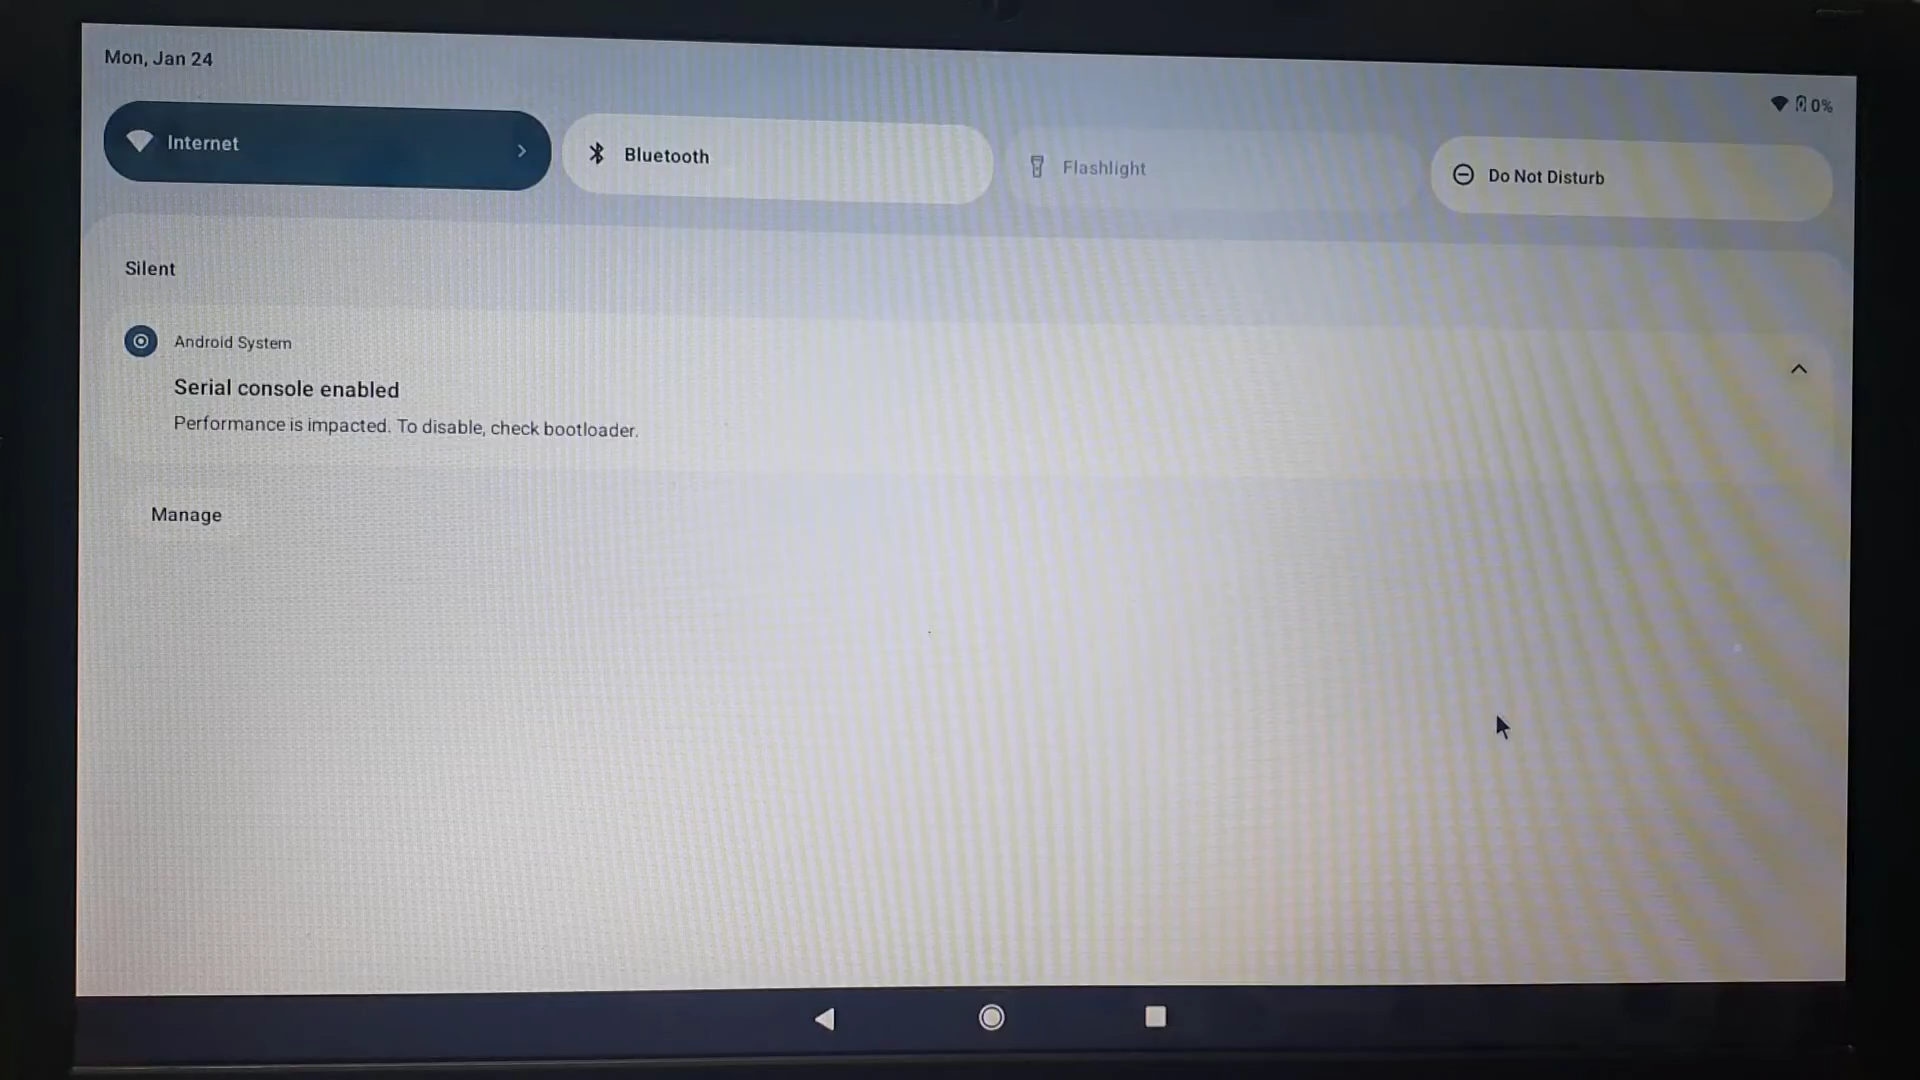 Mon, Jan 24
0%
Internet
Bluetooth
Flashlight
Do Not Disturb
Silent
Android System
Serial console enabled
Performance is impacted. To disable, check bootloader.
Manage